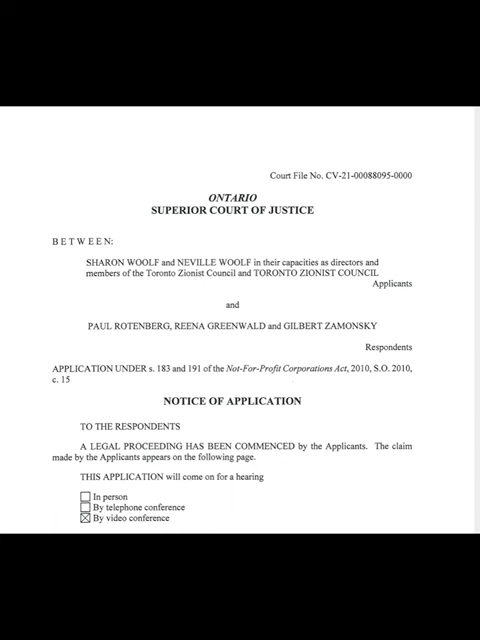 Court File No. CV-21-00088095-0000
ONTARIO
SUPERIOR COURT OF JUSTICE
B E T W E E N:
SHARON WOOLF and NEVILLE WOOLF in their capacities as directors and
members of the Toronto Zionist Council and TORONTO ZIONIST COUNCIL
Applicants
and
PAUL ROTENBERG, REENA GREENWALD and GILBERT ZAMONSKY
Respondents
APPLICATION UNDER s. 183 and 191 of the Not-For-Profit Corporations Act, 2010, S.O. 2010,
c. 15
NOTICE OF APPLICATION
TO THE RESPONDENTS
A LEGAL PROCEEDING HAS BEEN COMMENCED by the Applicants. The claim
made by the Applicants appears on the following page.
THIS APPLICATION will come on for a hearing
☐ In person
☐ By telephone conference
☒ By video conference